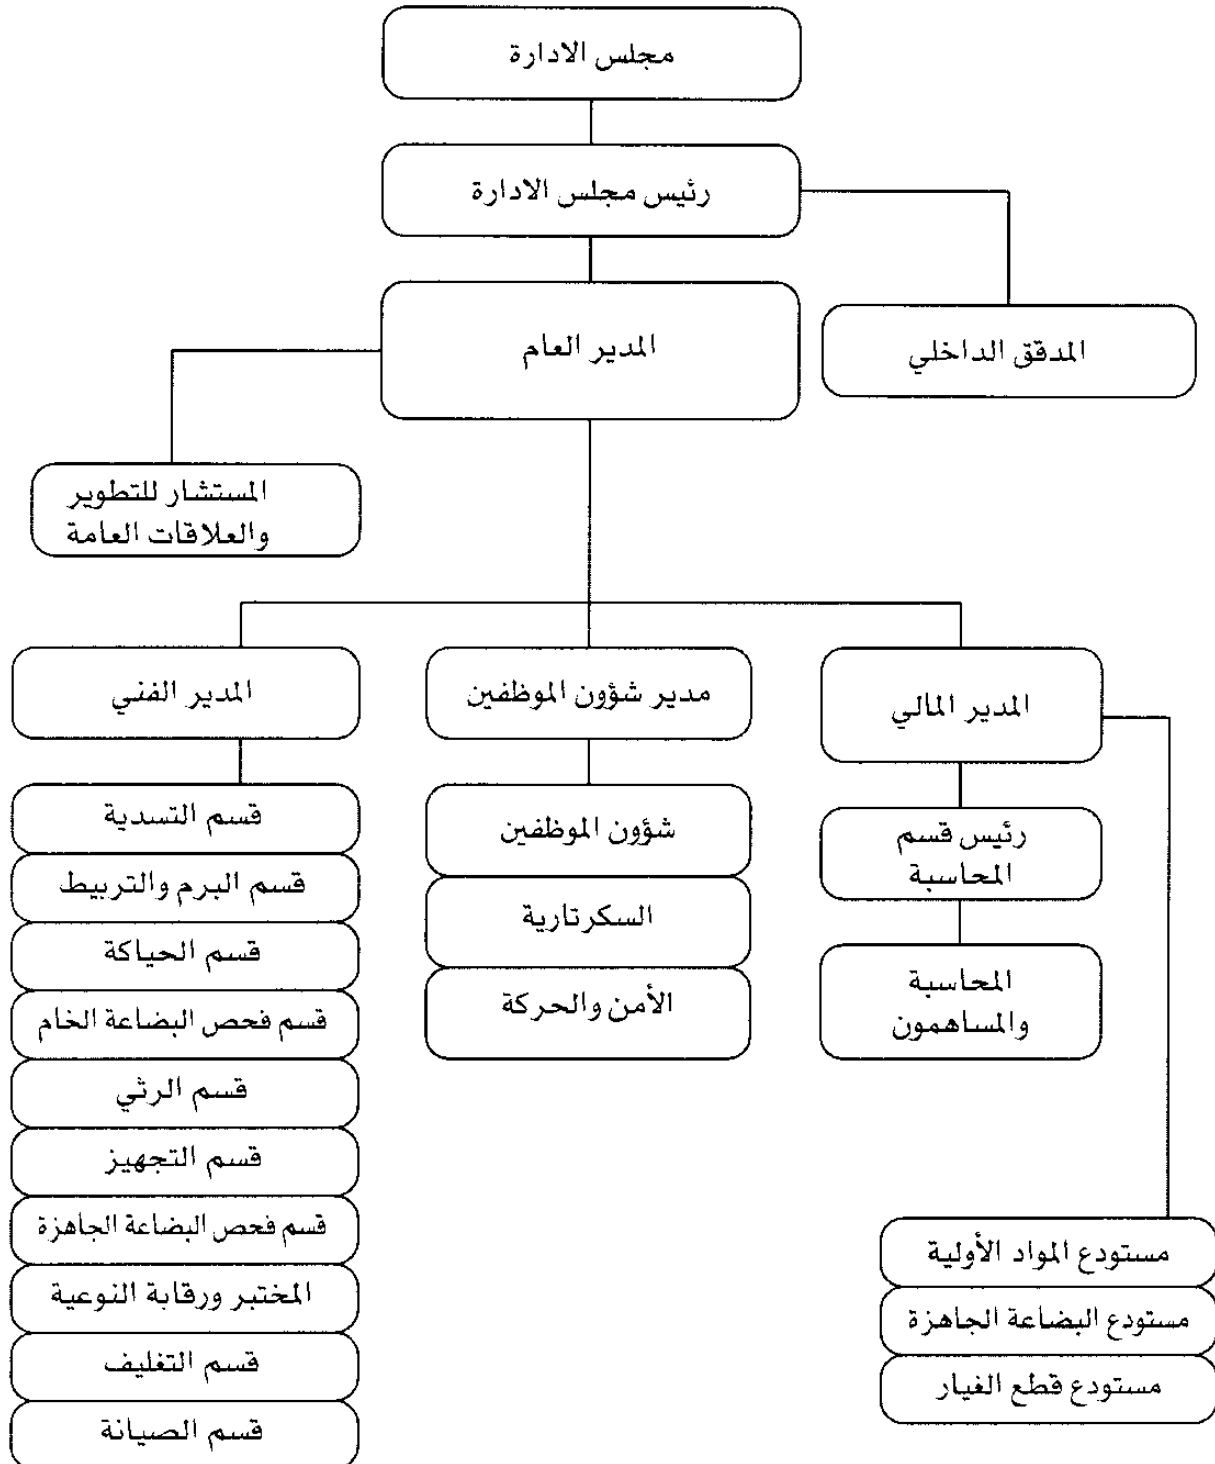 مجلس الادارة
رئيس مجلس الادارة
المدير العام
المدقق الداخلي
المستشار للتطوير
والعلاقات العامة
المدير المالي
مدير شؤون الموظفين
المدير الفني
رئيس قسم
المحاسبة
المحاسبة
والمساهمون
مستودع المواد الأولية
مستودع البضاعة الجاهزة
مستودع قطع الغيار
شؤون الموظفين
السكرتارية
الأمن والحركة
قسم التسدية
قسم البرم والتربيط
قسم الحياكة
قسم فحص البضاعة الخام
قسم الرثي
قسم التجهيز
قسم فحص البضاعة الجاهزة
المختبر ورقابة النوعية
قسم التغليف
قسم الصيانة